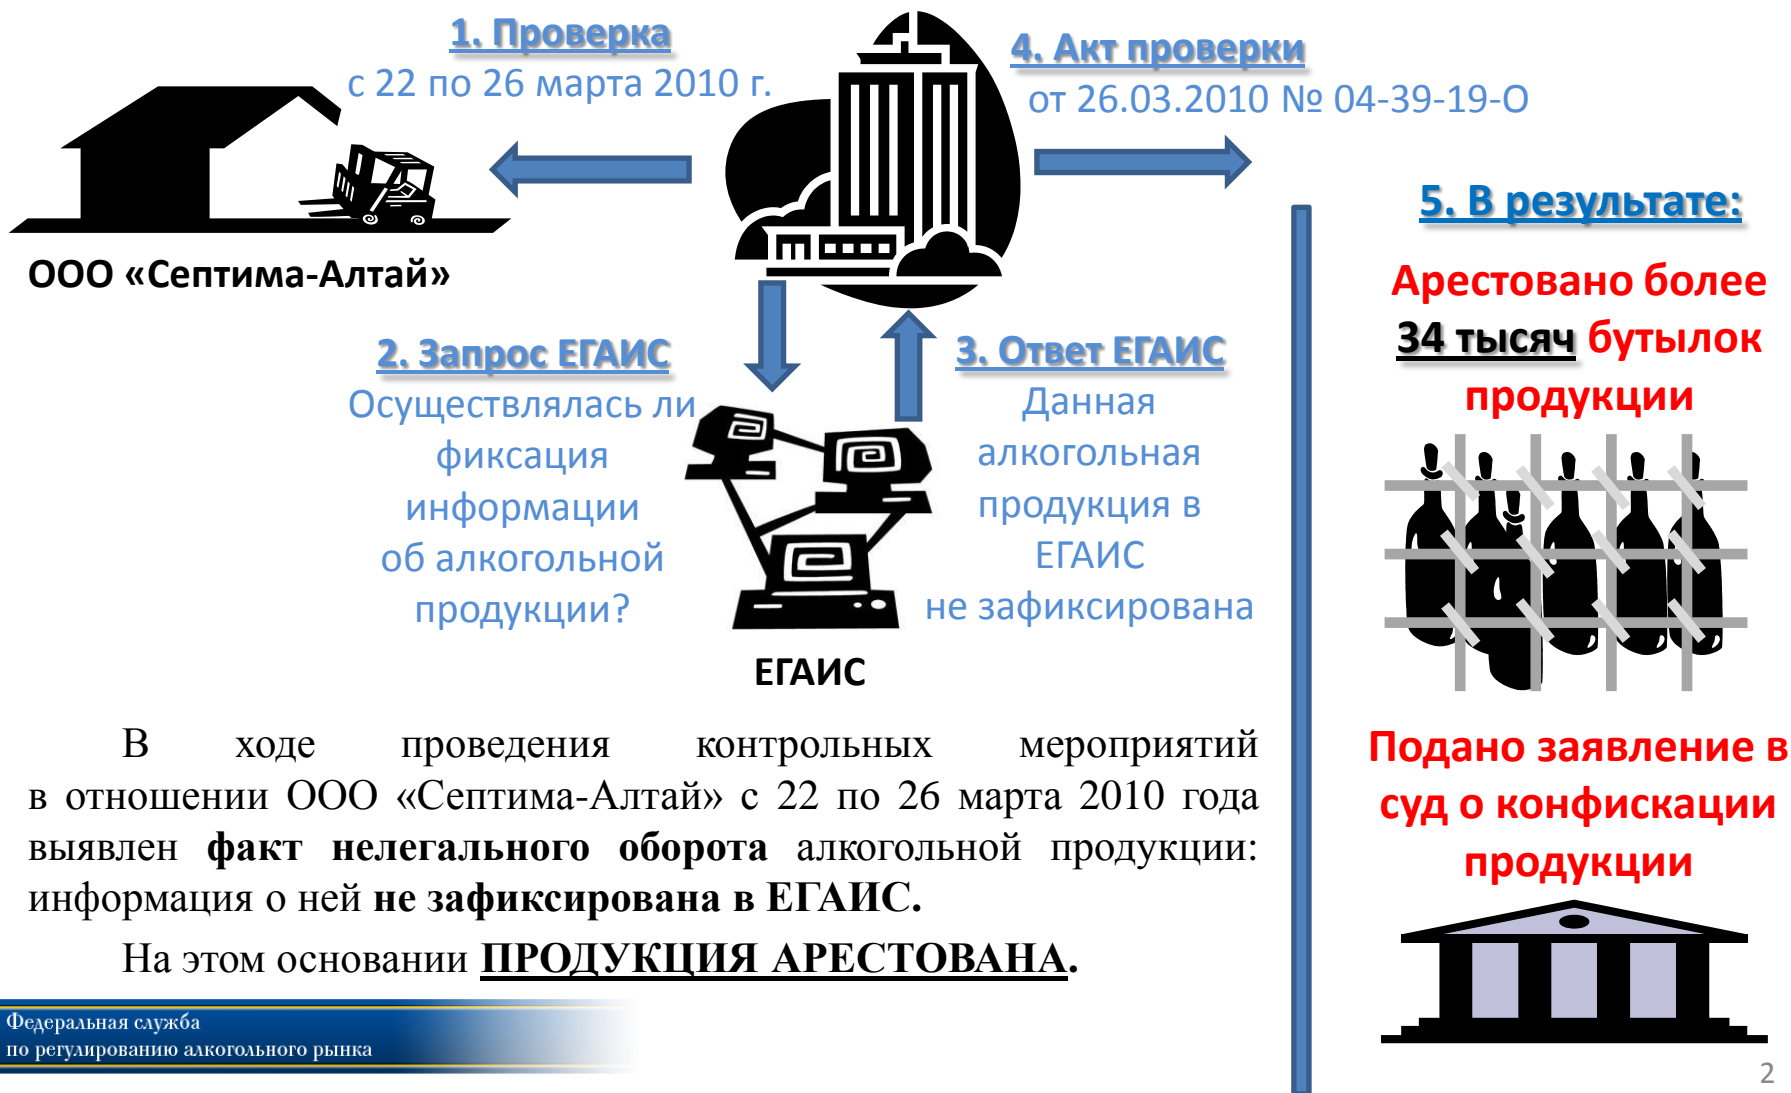 1. Проверка
с 22 по 26 марта 2010 г.
ООО «Септима-Алтай»
2. Запрос ЕГАИС
Осуществлялась ли
фиксация
информации
об алкогольной
продукции?
3. Ответ ЕГАИС
Данная
алкогольная
продукция в
ЕГАИС
не зафиксирована
ЕГАИС
4. Акт проверки
от 26.03.2010 № 04-39-19-О
5. В результате:
Арестовано более
34 тысяч бутылок
продукции
Подано заявление в
суд о конфискации
продукции
В ходе проведения контрольных мероприятий
в отношении ООО «Септима-Алтай» с 22 по 26 марта 2010 года
выявлен факт нелегального оборота алкогольной продукции:
информация о ней не зафиксирована в ЕГАИС.
На этом основании ПРОДУКЦИЯ АРЕСТОВАНА.
Федеральная служба
по регулированию алкогольного рынка
2